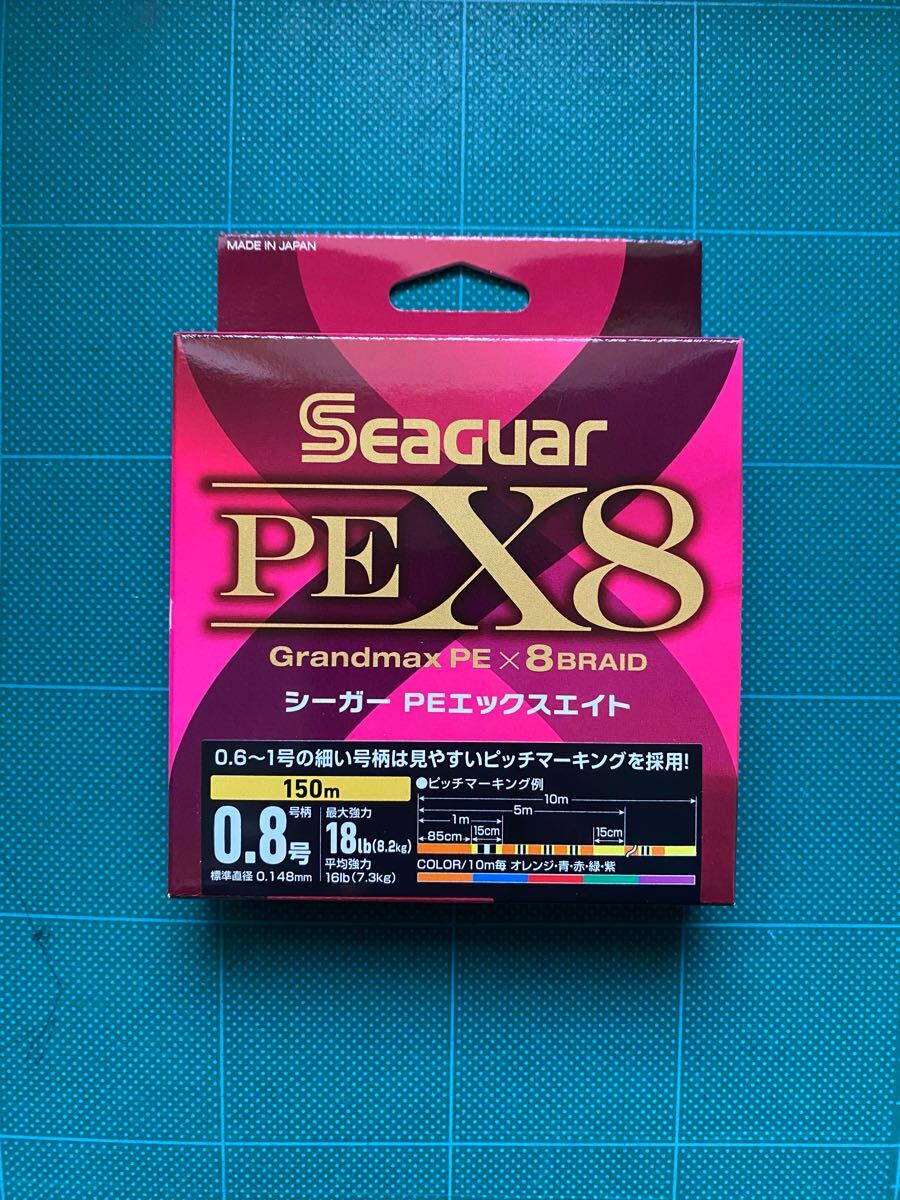 MADE IN JAPAN
Seaguar
PEX8
Grandmax PE×8BRAID
シーガー PEエックスエイト
0.6〜1号の細い号柄は見やすいピッチマーキングを採用!
150m
●ピッチマーキング例
10m
5m
1m
85cm
15cm
15cm
号柄
0.8号
標準直径 0.148mm
最大強力
18lb(8.2kg)
平均強力
16lb(7.3kg)
COLOR/10m毎 オレンジ・青・赤・緑・紫